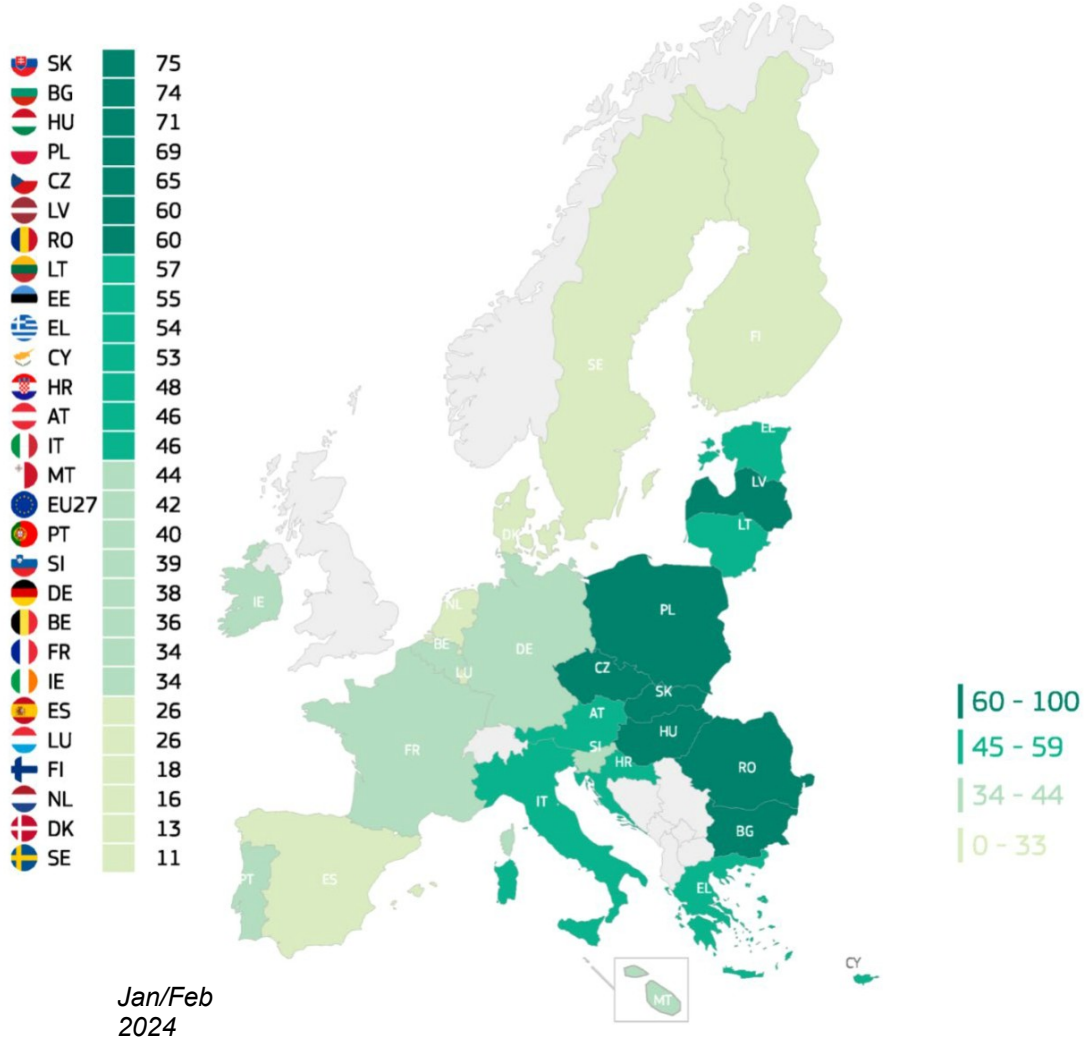 SK 75
BG 74
HU 71
PL 69
CZ 65
LV 60
RO 60
LT 57
EE 55
EL 54
CY 53
HR 48
AT 46
IT 46
MT 44
EU27 42
PT 40
SI 39
DE 38
BE 36
FR 34
IE 34
ES 26
LU 26
FI 18
NL 16
DK 13
SE 11
Jan/Feb
2024
FI
SE
EE
LV
LT
DK
IE
NL
PL
BE
DE
LU
CZ
SK
AT
HU
FR
SI
HR
RO
IT
BG
PT
ES
EL
CY
MT
60 - 100
45 - 59
34 - 44
0 - 33